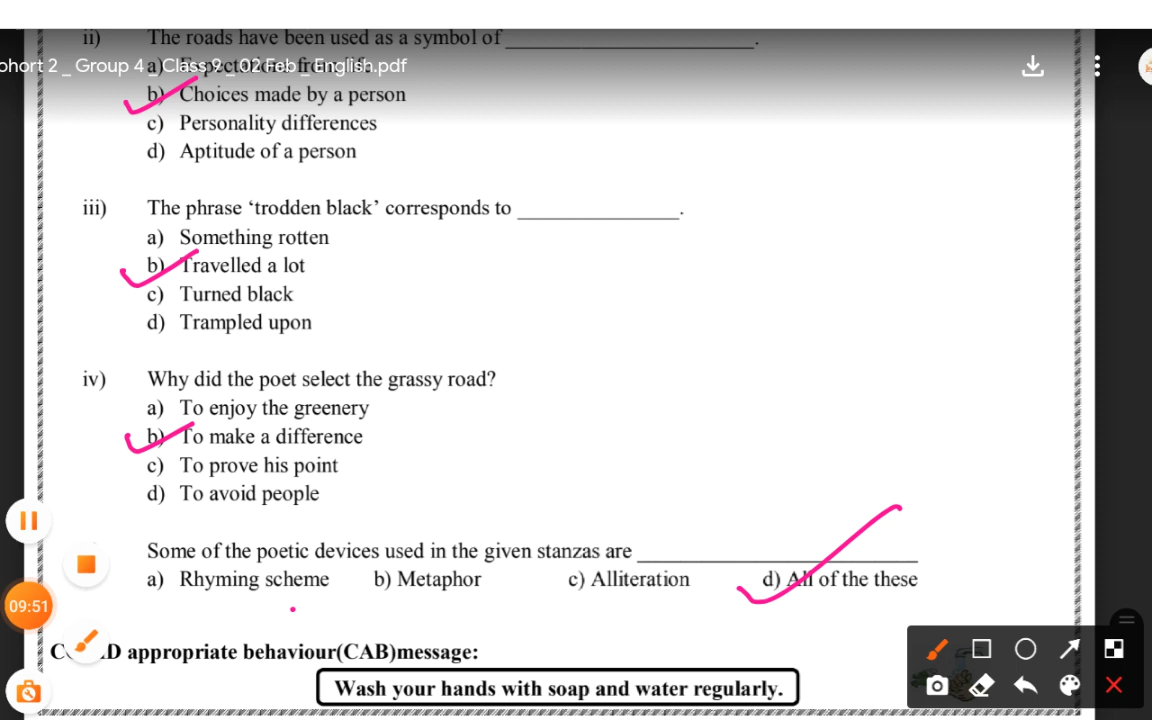 ii) The roads have been used as a symbol of ____________________.
ohort 2 _ Group 4 _ Class 9 _ 02 Feb _ English.pdf
a)
b) Choices made by a person
c) Personality differences
d) Aptitude of a person
iii) The phrase ‘trodden black’ corresponds to _______________.
a) Something rotten
b) Travelled a lot
c) Turned black
d) Trampled upon
iv) Why did the poet select the grassy road?
a) To enjoy the greenery
b) To make a difference
c) To prove his point
d) To avoid people
Some of the poetic devices used in the given stanzas are __________________________
a) Rhyming scheme b) Metaphor c) Alliteration d) All of the these
09:51
D appropriate behaviour(CAB)message:
Wash your hands with soap and water regularly.